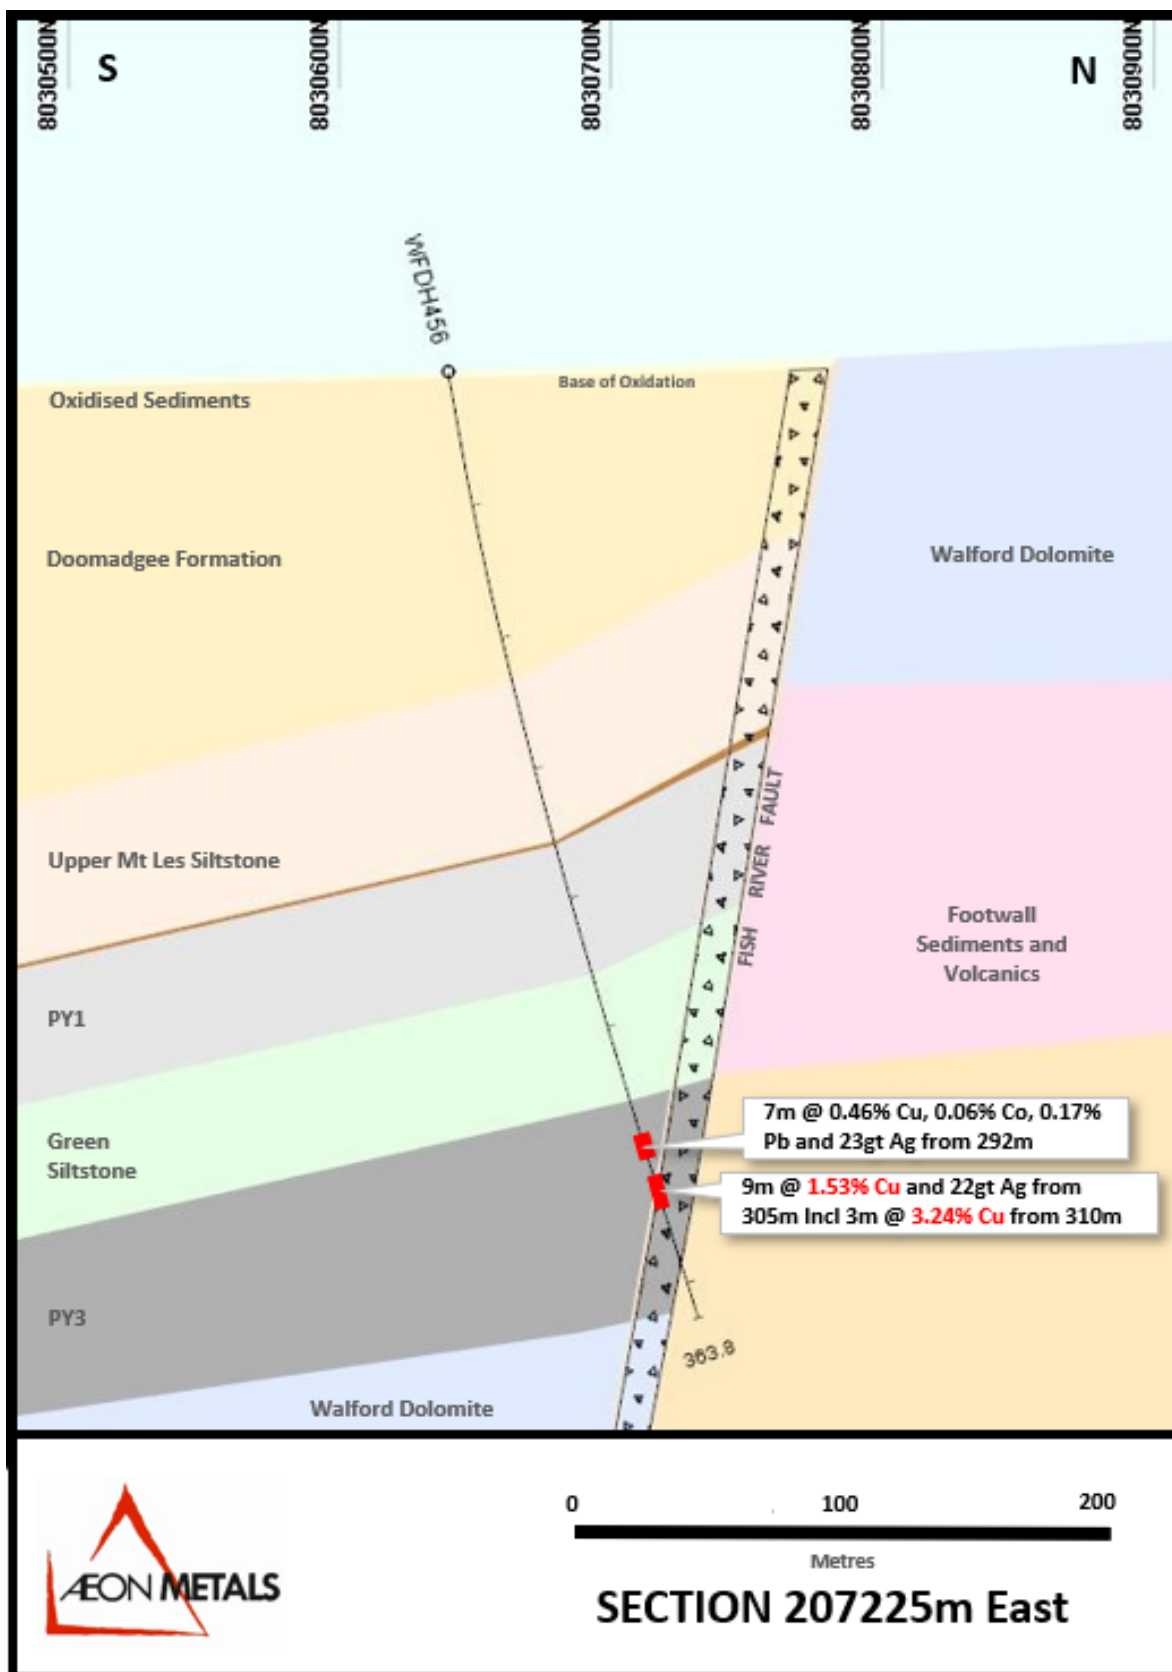 8030500N
8030600N
8030700N
8030800N
8030900N
S
N
WFDH456
Oxidised Sediments
Base of Oxidation
Doomadgee Formation
Walford Dolomite
Upper Mt Les Siltstone
FISH RIVER FAULT
Footwall
Sediments and
Volcanics
PY1
7m @ 0.46% Cu, 0.06% Co, 0.17%
Pb and 23gt Ag from 292m
Green
Siltstone
9m @ 1.53% Cu and 22gt Ag from
305m Incl 3m @ 3.24% Cu from 310m
PY3
363.8
Walford Dolomite
0 100 200
Metres
ÆON METALS
SECTION 207225m East